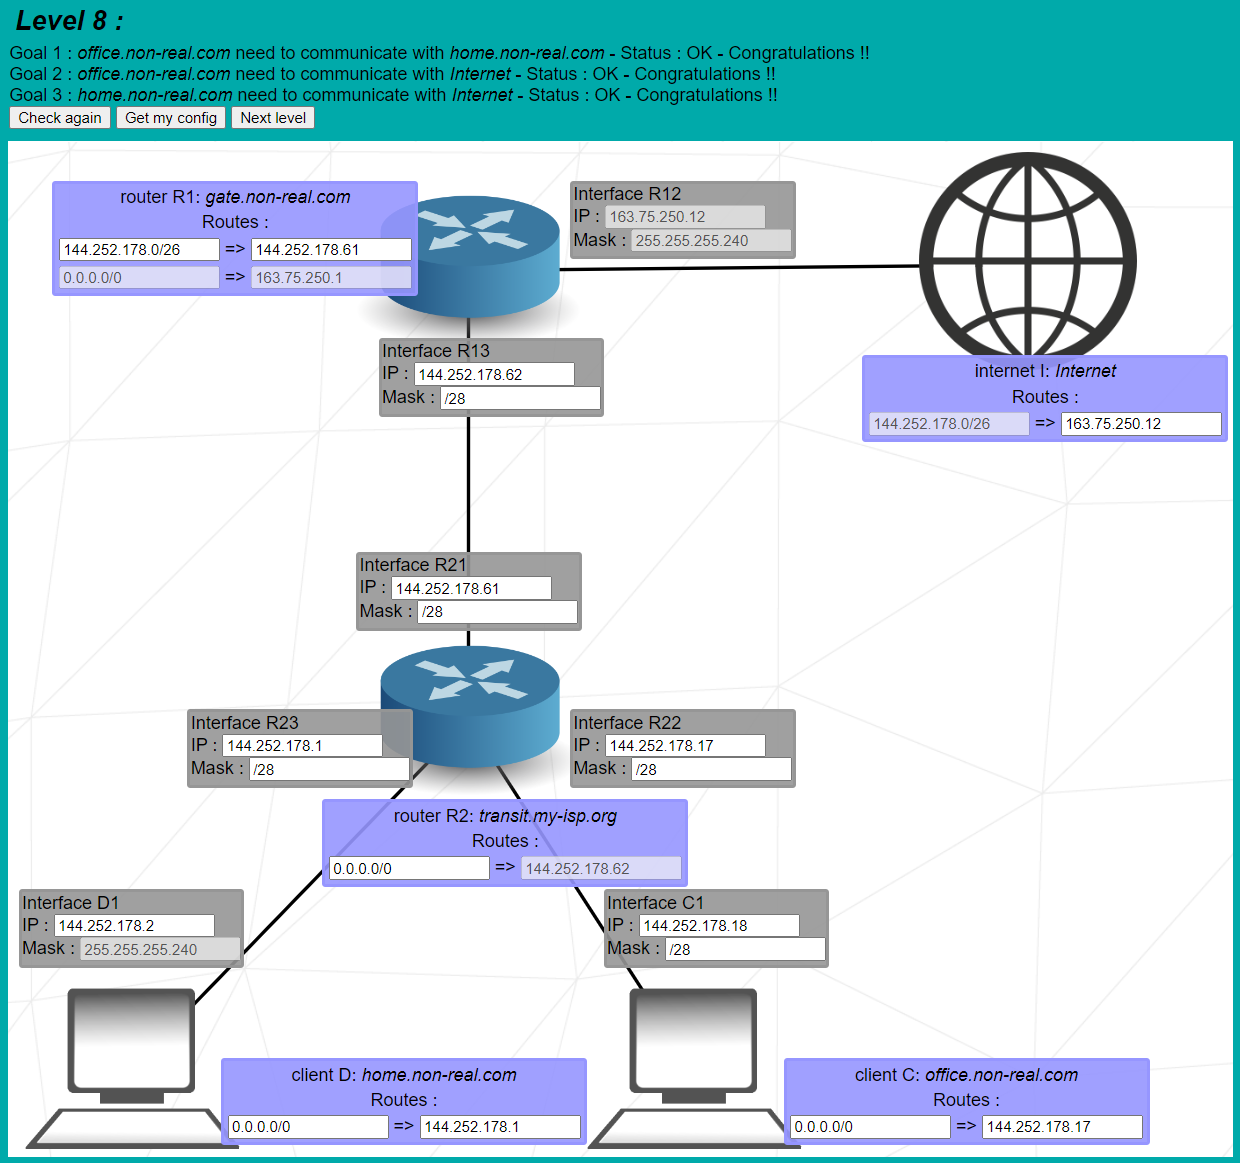 Level 8 :
Goal 1 : office.non-real.com need to communicate with home.non-real.com - Status : OK - Congratulations !!
Goal 2 : office.non-real.com need to communicate with Internet - Status : OK - Congratulations !!
Goal 3 : home.non-real.com need to communicate with Internet - Status : OK - Congratulations !!
Check again Get my config Next level
router R1: gate.non-real.com
Routes :
144.252.178.0/26 => 144.252.178.61
0.0.0.0/0 => 163.75.250.1
Interface R12
IP : 163.75.250.12
Mask : 255.255.255.240
Interface R13
IP : 144.252.178.62
Mask : /28
internet I: Internet
Routes :
144.252.178.0/26 => 163.75.250.12
Interface R21
IP : 144.252.178.61
Mask : /28
Interface R23
IP : 144.252.178.1
Mask : /28
Interface R22
IP : 144.252.178.17
Mask : /28
router R2: transit.my-isp.org
Routes :
0.0.0.0/0 => 144.252.178.62
Interface D1
IP : 144.252.178.2
Mask : 255.255.255.240
Interface C1
IP : 144.252.178.18
Mask : /28
client D: home.non-real.com
Routes :
0.0.0.0/0 => 144.252.178.1
client C: office.non-real.com
Routes :
0.0.0.0/0 => 144.252.178.17